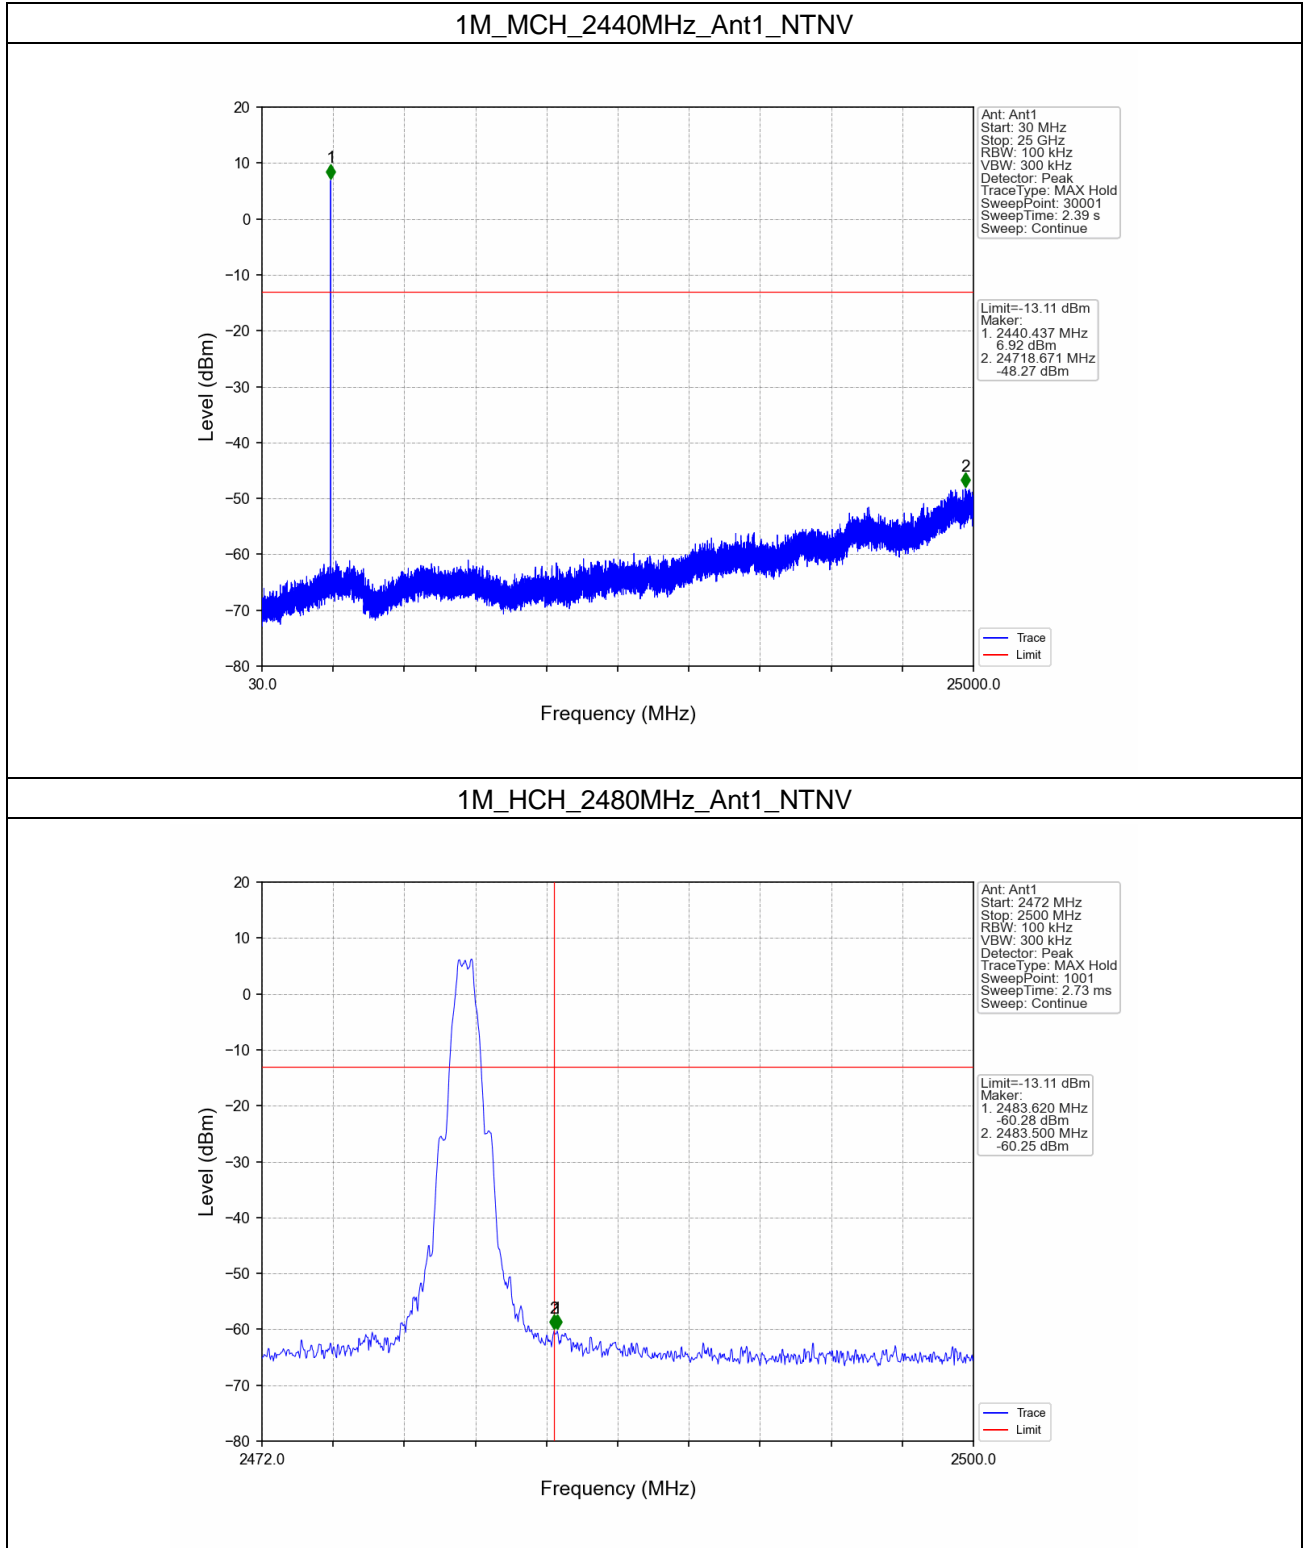 1M_MCH_2440MHz_Ant1_NTNV
20
10
0
−10
−20
−30
−40
−50
−60
−70
−80
Level (dBm)
1
2
30.0
25000.0
Frequency (MHz)
Ant: Ant1
Start: 30 MHz
Stop: 25 GHz
RBW: 100 kHz
VBW: 300 kHz
Detector: Peak
TraceType: MAX Hold
SweepPoint: 30001
SweepTime: 2.39 s
Sweep: Continue
Limit=-13.11 dBm
Maker:
1. 2440.437 MHz
6.92 dBm
2. 24718.671 MHz
-48.27 dBm
Trace
Limit
1M_HCH_2480MHz_Ant1_NTNV
20
10
0
−10
−20
−30
−40
−50
−60
−70
−80
Level (dBm)
2
1
2472.0
2500.0
Frequency (MHz)
Ant: Ant1
Start: 2472 MHz
Stop: 2500 MHz
RBW: 100 kHz
VBW: 300 kHz
Detector: Peak
TraceType: MAX Hold
SweepPoint: 1001
SweepTime: 2.73 ms
Sweep: Continue
Limit=-13.11 dBm
Maker:
1. 2483.620 MHz
-60.28 dBm
2. 2483.500 MHz
-60.25 dBm
Trace
Limit